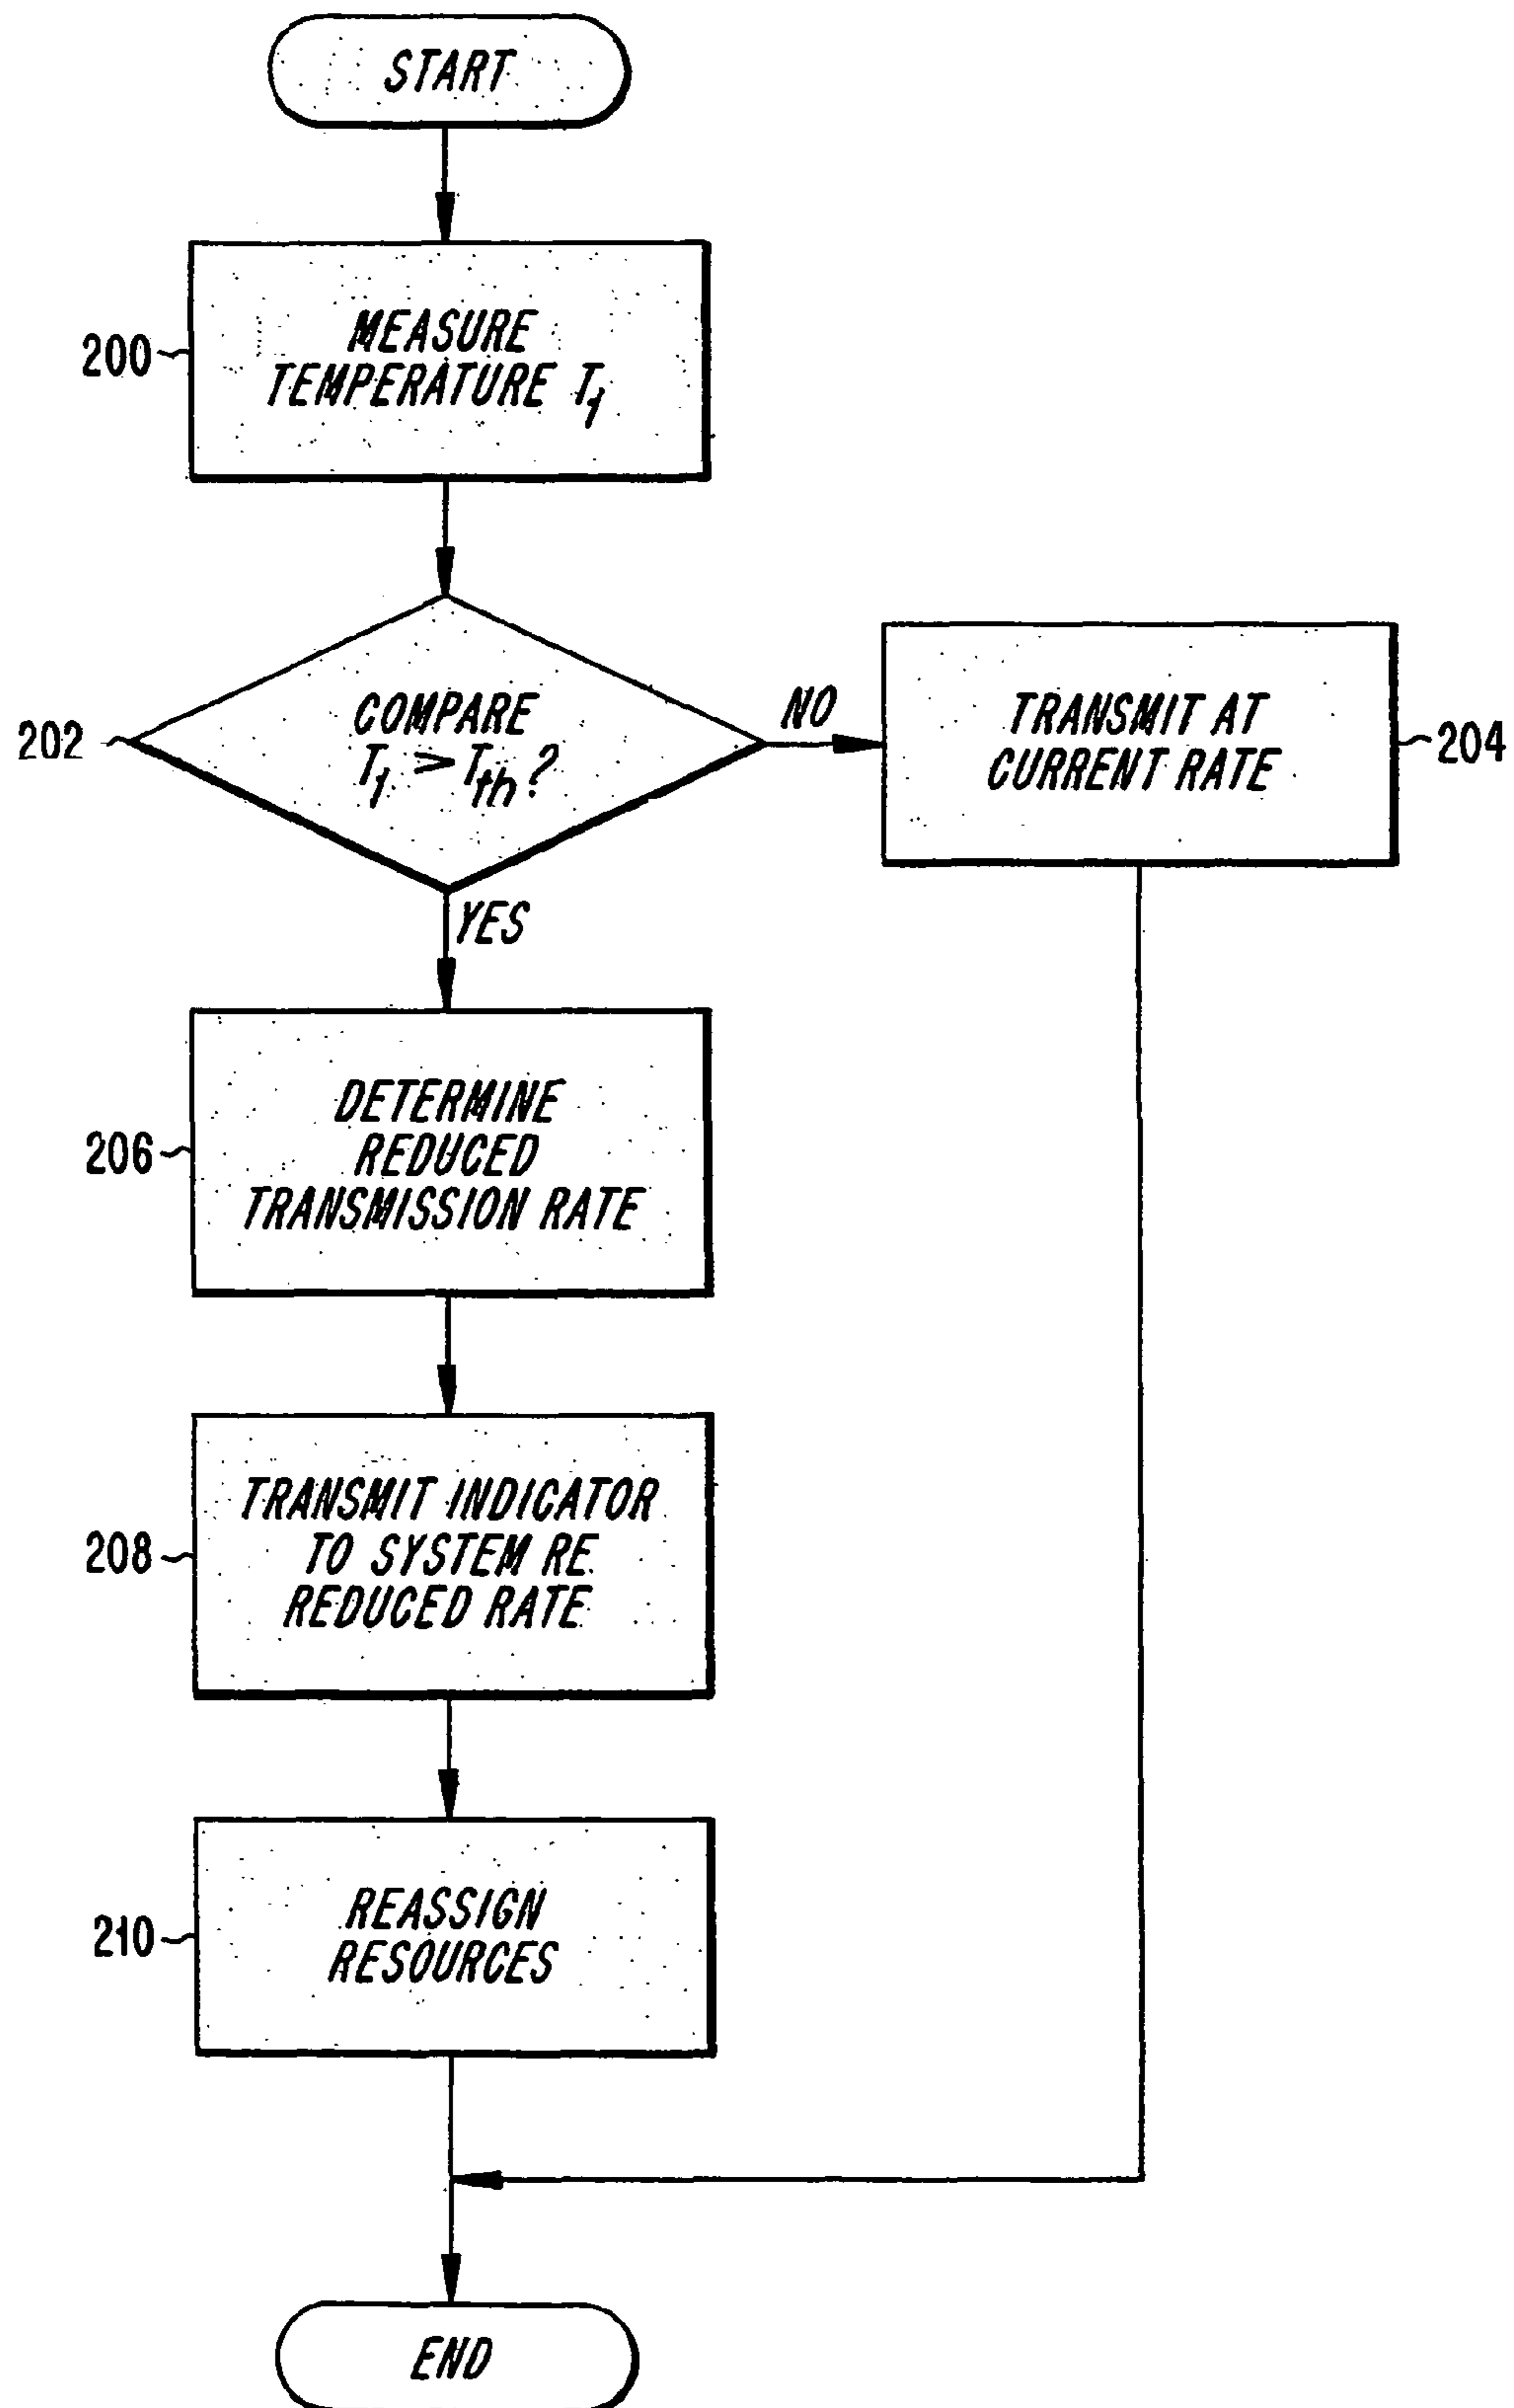 START
200
MEASURE
TEMPERATURE T1
202
COMPARE
T1 > Tth ?
NO
TRANSMIT AT
CURRENT RATE
204
YES
206
DETERMINE
REDUCED
TRANSMISSION RATE
208
TRANSMIT INDICATOR
TO SYSTEM RE
REDUCED RATE
210
REASSIGN
RESOURCES
END